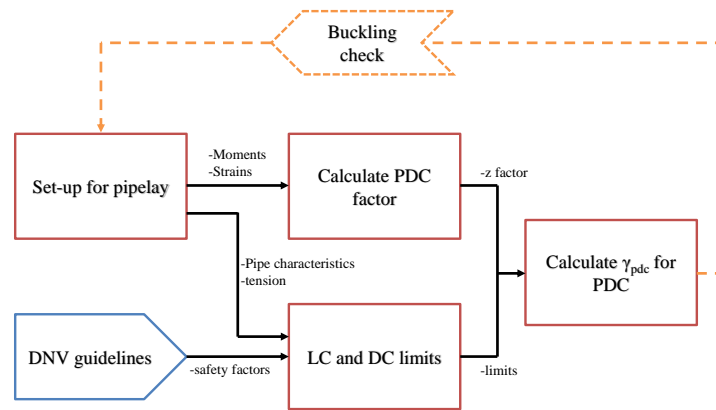 Buckling
check
Set-up for pipelay
-Moments
-Strains
Calculate PDC
factor
-z factor
-Pipe characteristics
-tension
Calculate γpdc for
PDC
DNV guidelines
-safety factors
LC and DC limits
-limits